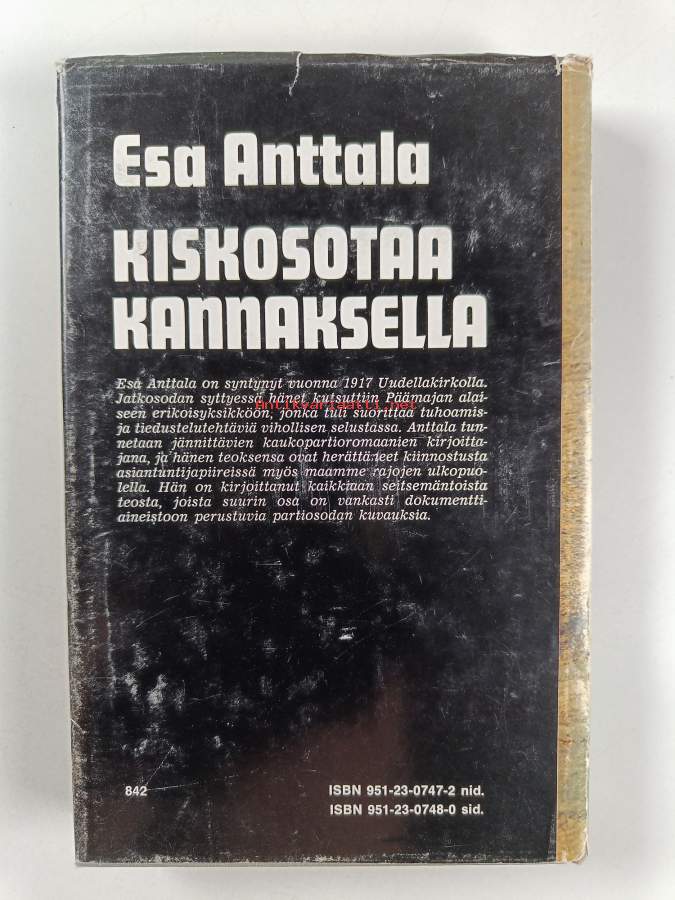 Esa Anttala
KISKOSOTAA
KANNAKSELLA
Esa Anttala on syntynyt vuonna 1917 Uudellakirkolla.
Jatkosodan syttyessä hänet kutsuttiin Päämajan alai-
seen erikoisyksikköön, jonka tuli suorittaa tuhoamis-
ja tiedustelutehtäviä vihollisen selustassa. Anttala tun-
netaan jännittävien kaukopartioromaanien kirjoitta-
jana, ja hänen teoksensa ovat herättäneet kiinnostusta
asiantuntijapiireissä myös maamme rajojen ulkopuo-
lella. Hän on kirjoittanut kaikkiaan seitsemäntoista
teosta, joista suurin osa on vankasti dokumentti-
aineistoon perustuvia partiosodan kuvauksia.
Antikvariaatti.net
842
ISBN 951-23-0747-2 nid.
ISBN 951-23-0748-0 sid.